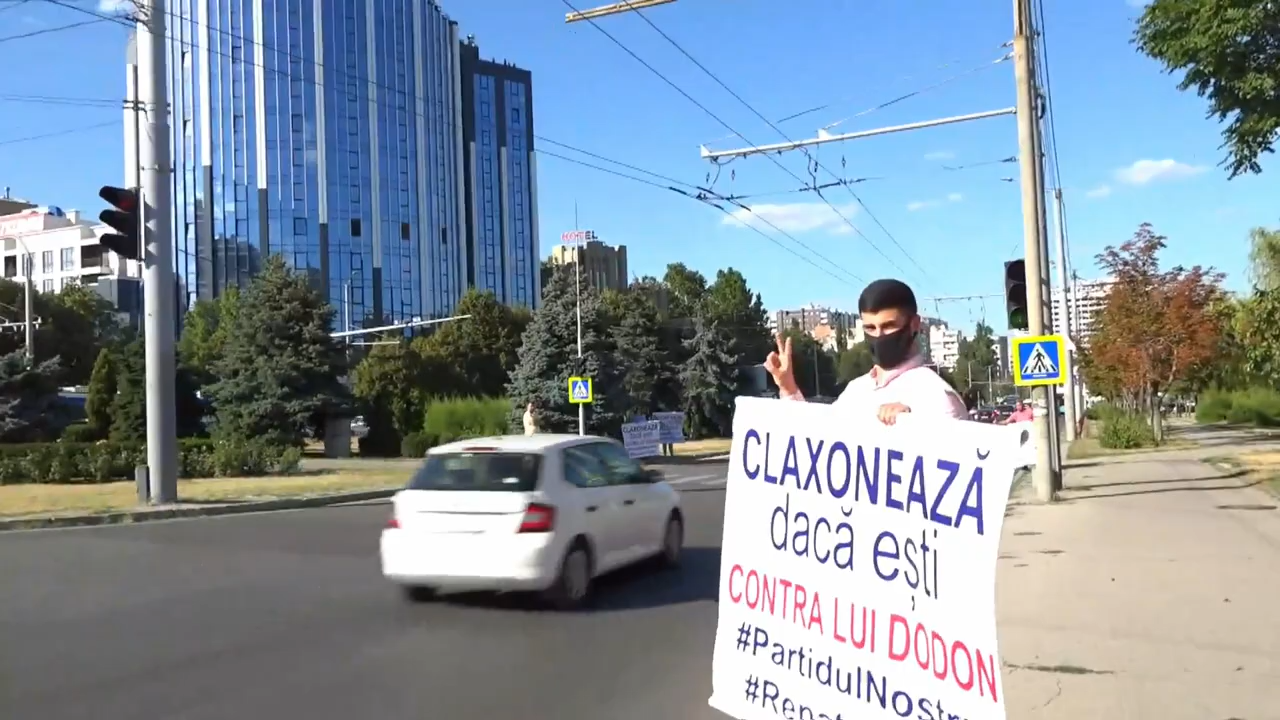 HOTEL
CLAXONEAZĂ
dacă ești
CONTRA LUI DODON
#PartidulNostru